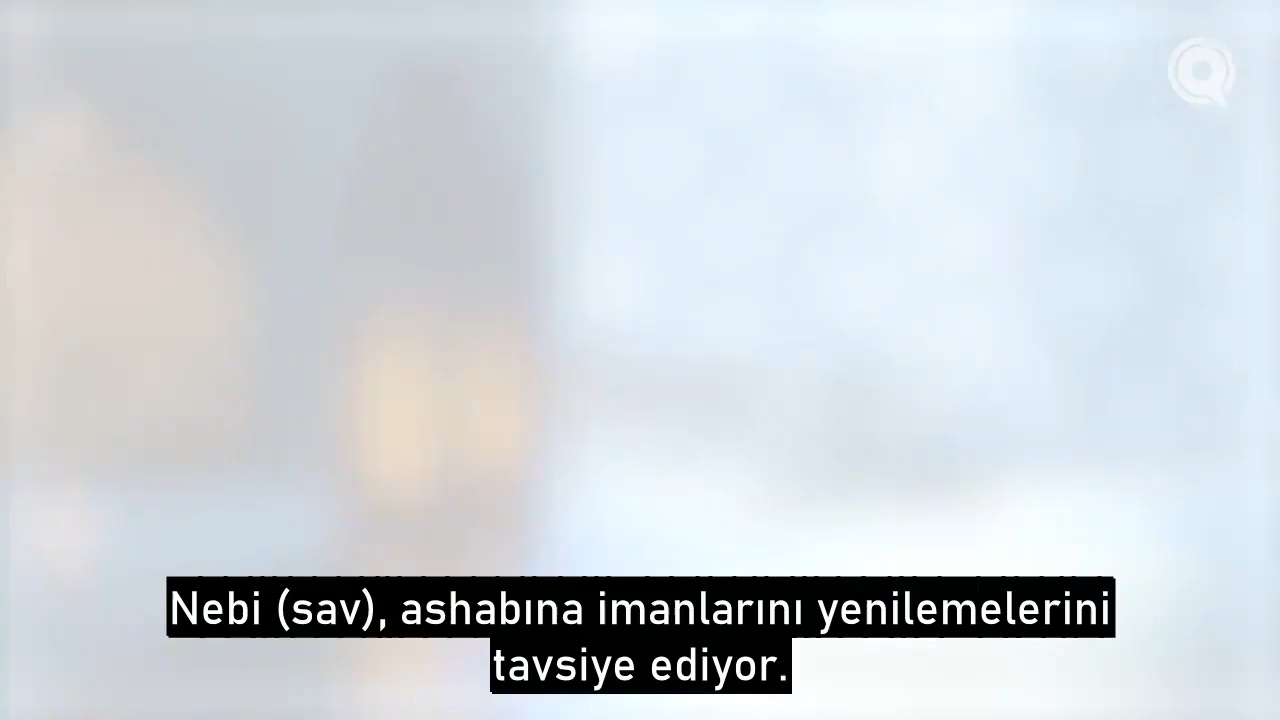 Nebi (sav), ashabına imanlarını yenilemelerini
tavsiye ediyor.